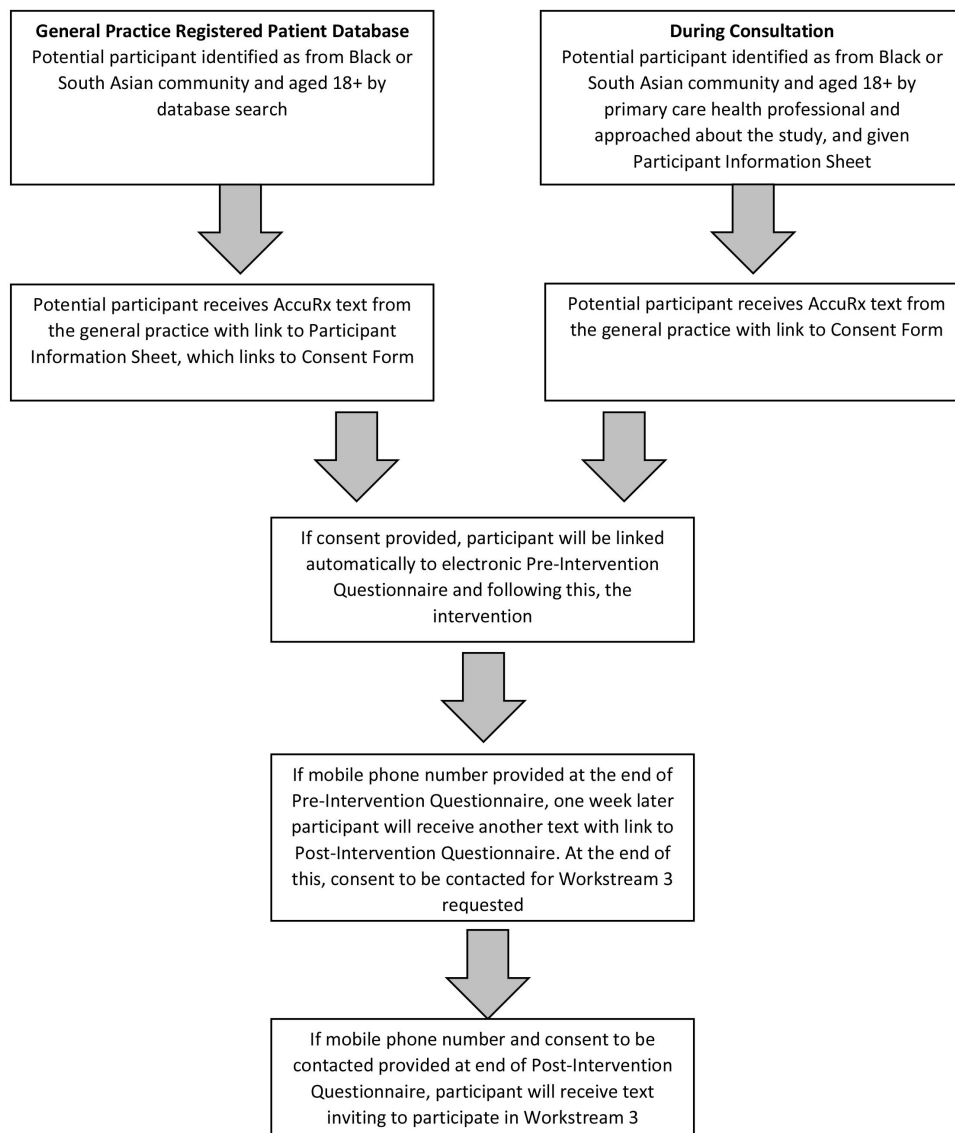 General Practice Registered Patient Database
Potential participant identified as from Black or
South Asian community and aged 18+ by
database search
During Consultation
Potential participant identified as from Black or
South Asian community and aged 18+ by
primary care health professional and
approached about the study, and given
Participant Information Sheet
Potential participant receives AccuRx text from
the general practice with link to Participant
Information Sheet, which links to Consent Form
Potential participant receives AccuRx text from
the general practice with link to Consent Form
If consent provided, participant will be linked
automatically to electronic Pre-Intervention
Questionnaire and following this, the
intervention
If mobile phone number provided at the end of
Pre-Intervention Questionnaire, one week later
participant will receive another text with link to
Post-Intervention Questionnaire. At the end of
this, consent to be contacted for Workstream 3
requested
If mobile phone number and consent to be
contacted provided at end of Post-Intervention
Questionnaire, participant will receive text
inviting to participate in Workstream 3